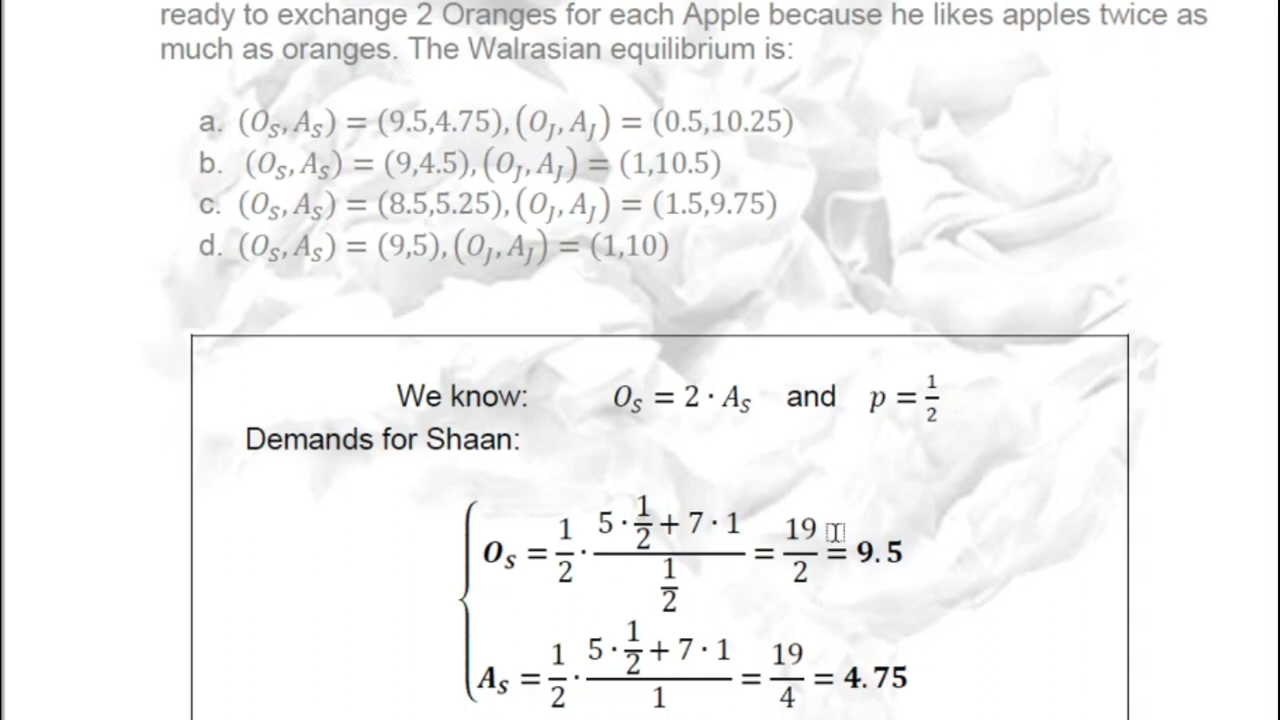 ready to exchange 2 Oranges for each Apple because he likes apples twice as
much as oranges. The Walrasian equilibrium is:
a. (O_S, A_S) = (9.5,4.75), (O_J, A_J) = (0.5,10.25)
b. (O_S, A_S) = (9,4.5), (O_J, A_J) = (1,10.5)
c. (O_S, A_S) = (8.5,5.25), (O_J, A_J) = (1.5,9.75)
d. (O_S, A_S) = (9,5), (O_J, A_J) = (1,10)
We know: O_S = 2 · A_S and p = 1/2
Demands for Shaan:
O_S = 1/2 · (5 · 1/2 + 7 · 1)/(1/2) = 19/2 = 9.5
A_S = 1/2 · (5 · 1/2 + 7 · 1)/1 = 19/4 = 4.75